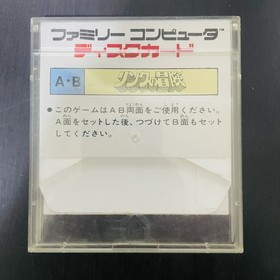 ファミリー コンピュータ™
ディスクカード
A・B リンクの冒険
●このゲームはAB両面をご使用ください。
A面をセットした後、つづけてB面もセット
してください。